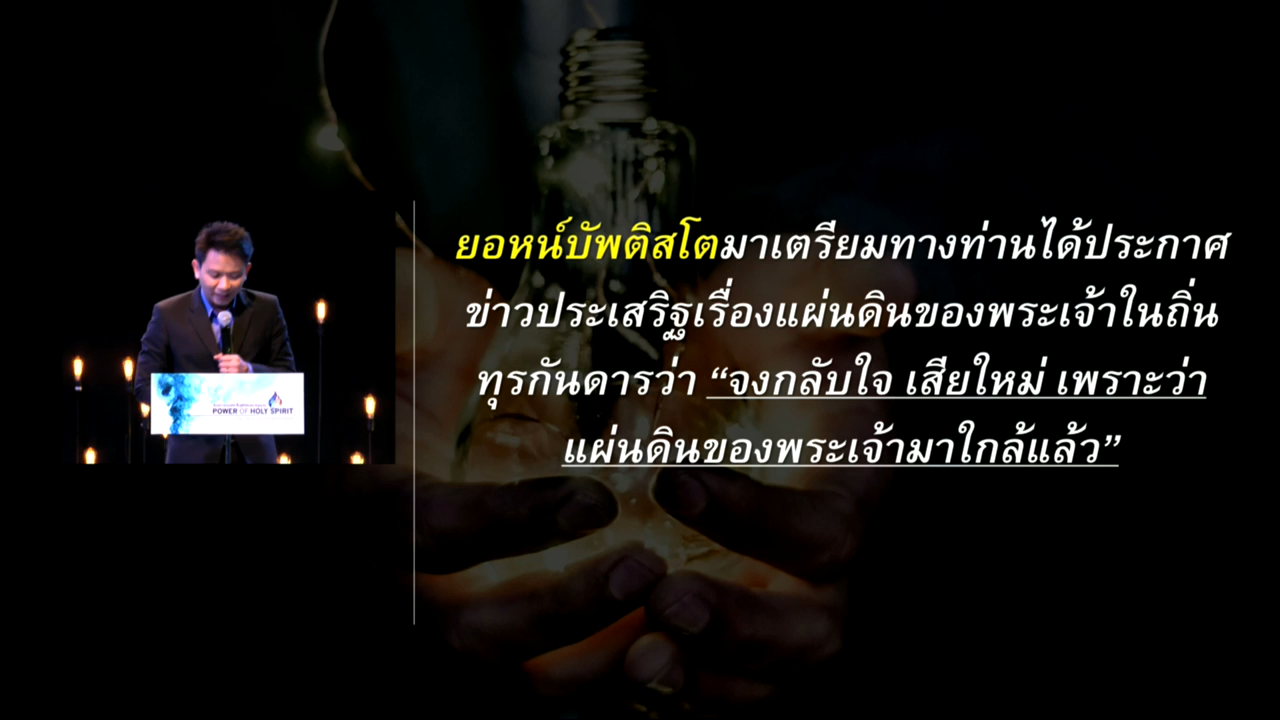 ยอหน์บัพติสโตมาเตรียมทางท่านได้ประกาศ
ข่าวประเสริฐเรื่องแผ่นดินของพระเจ้าในถิ่น
ทุรกันดารว่า “จงกลับใจ เสียใหม่ เพราะว่า
แผ่นดินของพระเจ้ามาใกล้แล้ว”
POWER OF HOLY SPIRIT